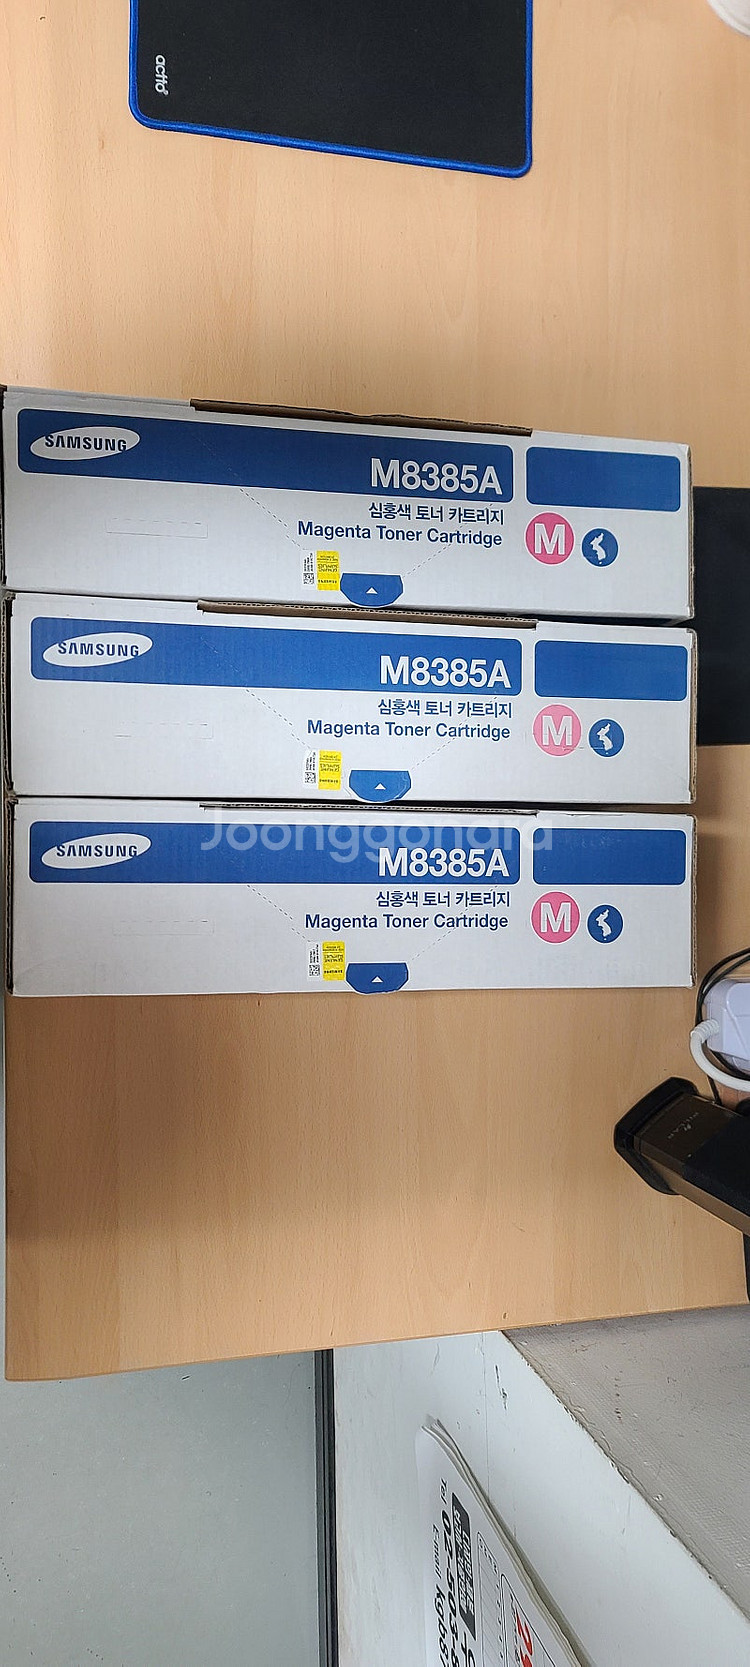 actto
SAMSUNG
M8385A
심홍색 토너 카트리지
Magenta Toner Cartridge
M
SAMSUNG
M8385A
심홍색 토너 카트리지
Magenta Toner Cartridge
M
Joonggonara
SAMSUNG
M8385A
심홍색 토너 카트리지
Magenta Toner Cartridge
M